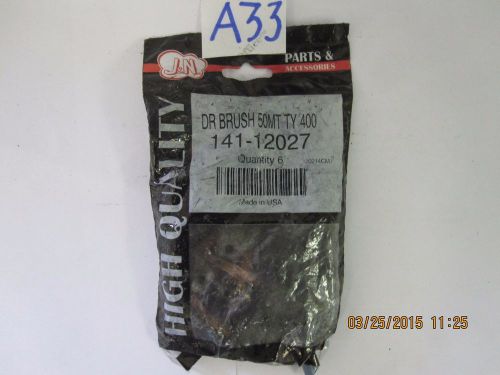 A33
J&N
PARTS &
ACCESSORIES
HIGH QUALITY
DR BRUSH 50MT TY 400
141-12027
Quantity 6
Made in USA
03/25/2015 11:25